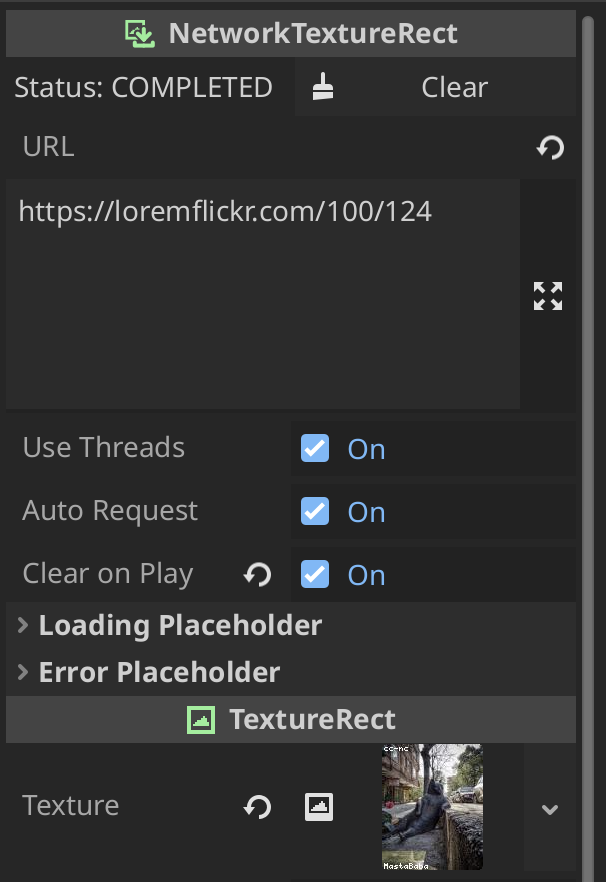 NetworkTextureRect
Status: COMPLETED Clear
URL
https://loremflickr.com/100/124
Use Threads On
Auto Request On
Clear on Play On
Loading Placeholder
Error Placeholder
TextureRect
cc-nc
Texture
MastaBaba